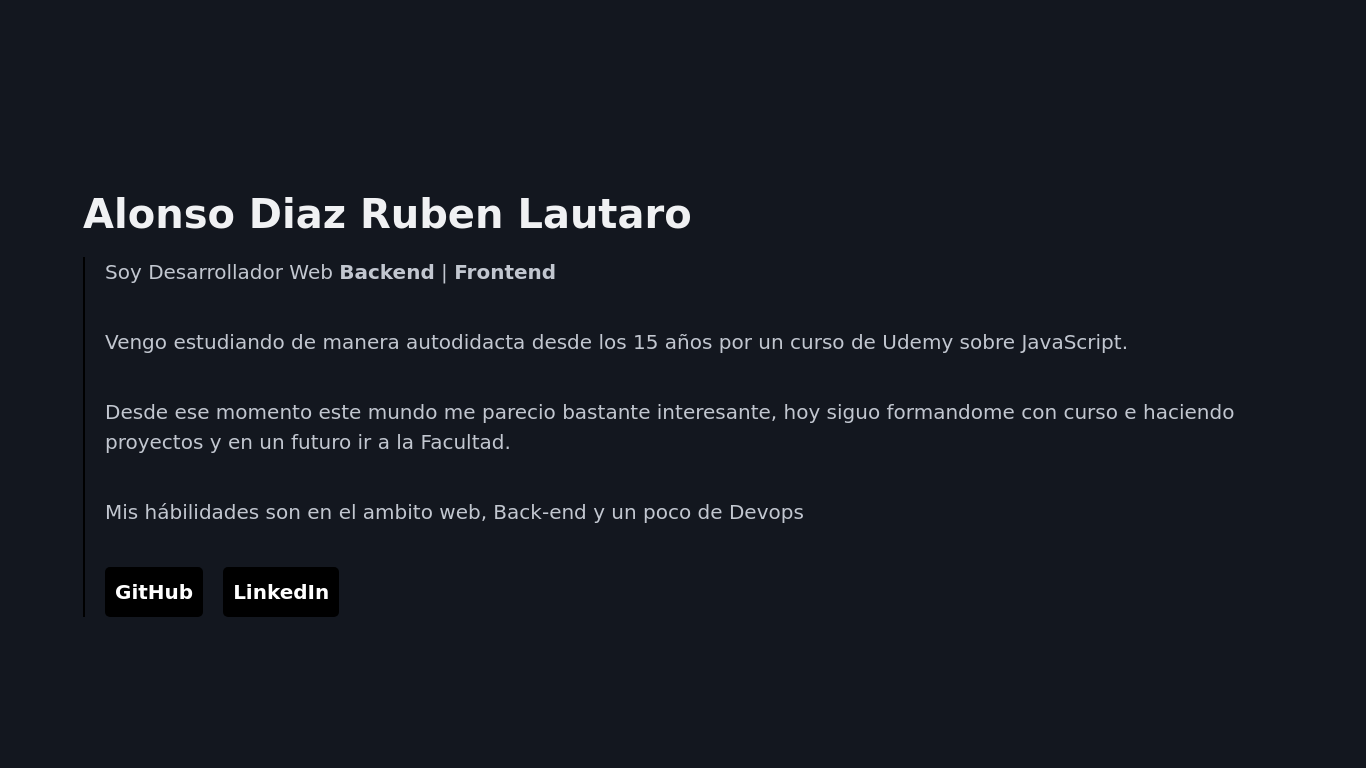 Alonso Diaz Ruben Lautaro
Soy Desarrollador Web Backend | Frontend
Vengo estudiando de manera autodidacta desde los 15 años por un curso de Udemy sobre JavaScript.
Desde ese momento este mundo me parecio bastante interesante, hoy siguo formandome con curso e haciendo
proyectos y en un futuro ir a la Facultad.
Mis hábilidades son en el ambito web, Back-end y un poco de Devops
GitHub LinkedIn